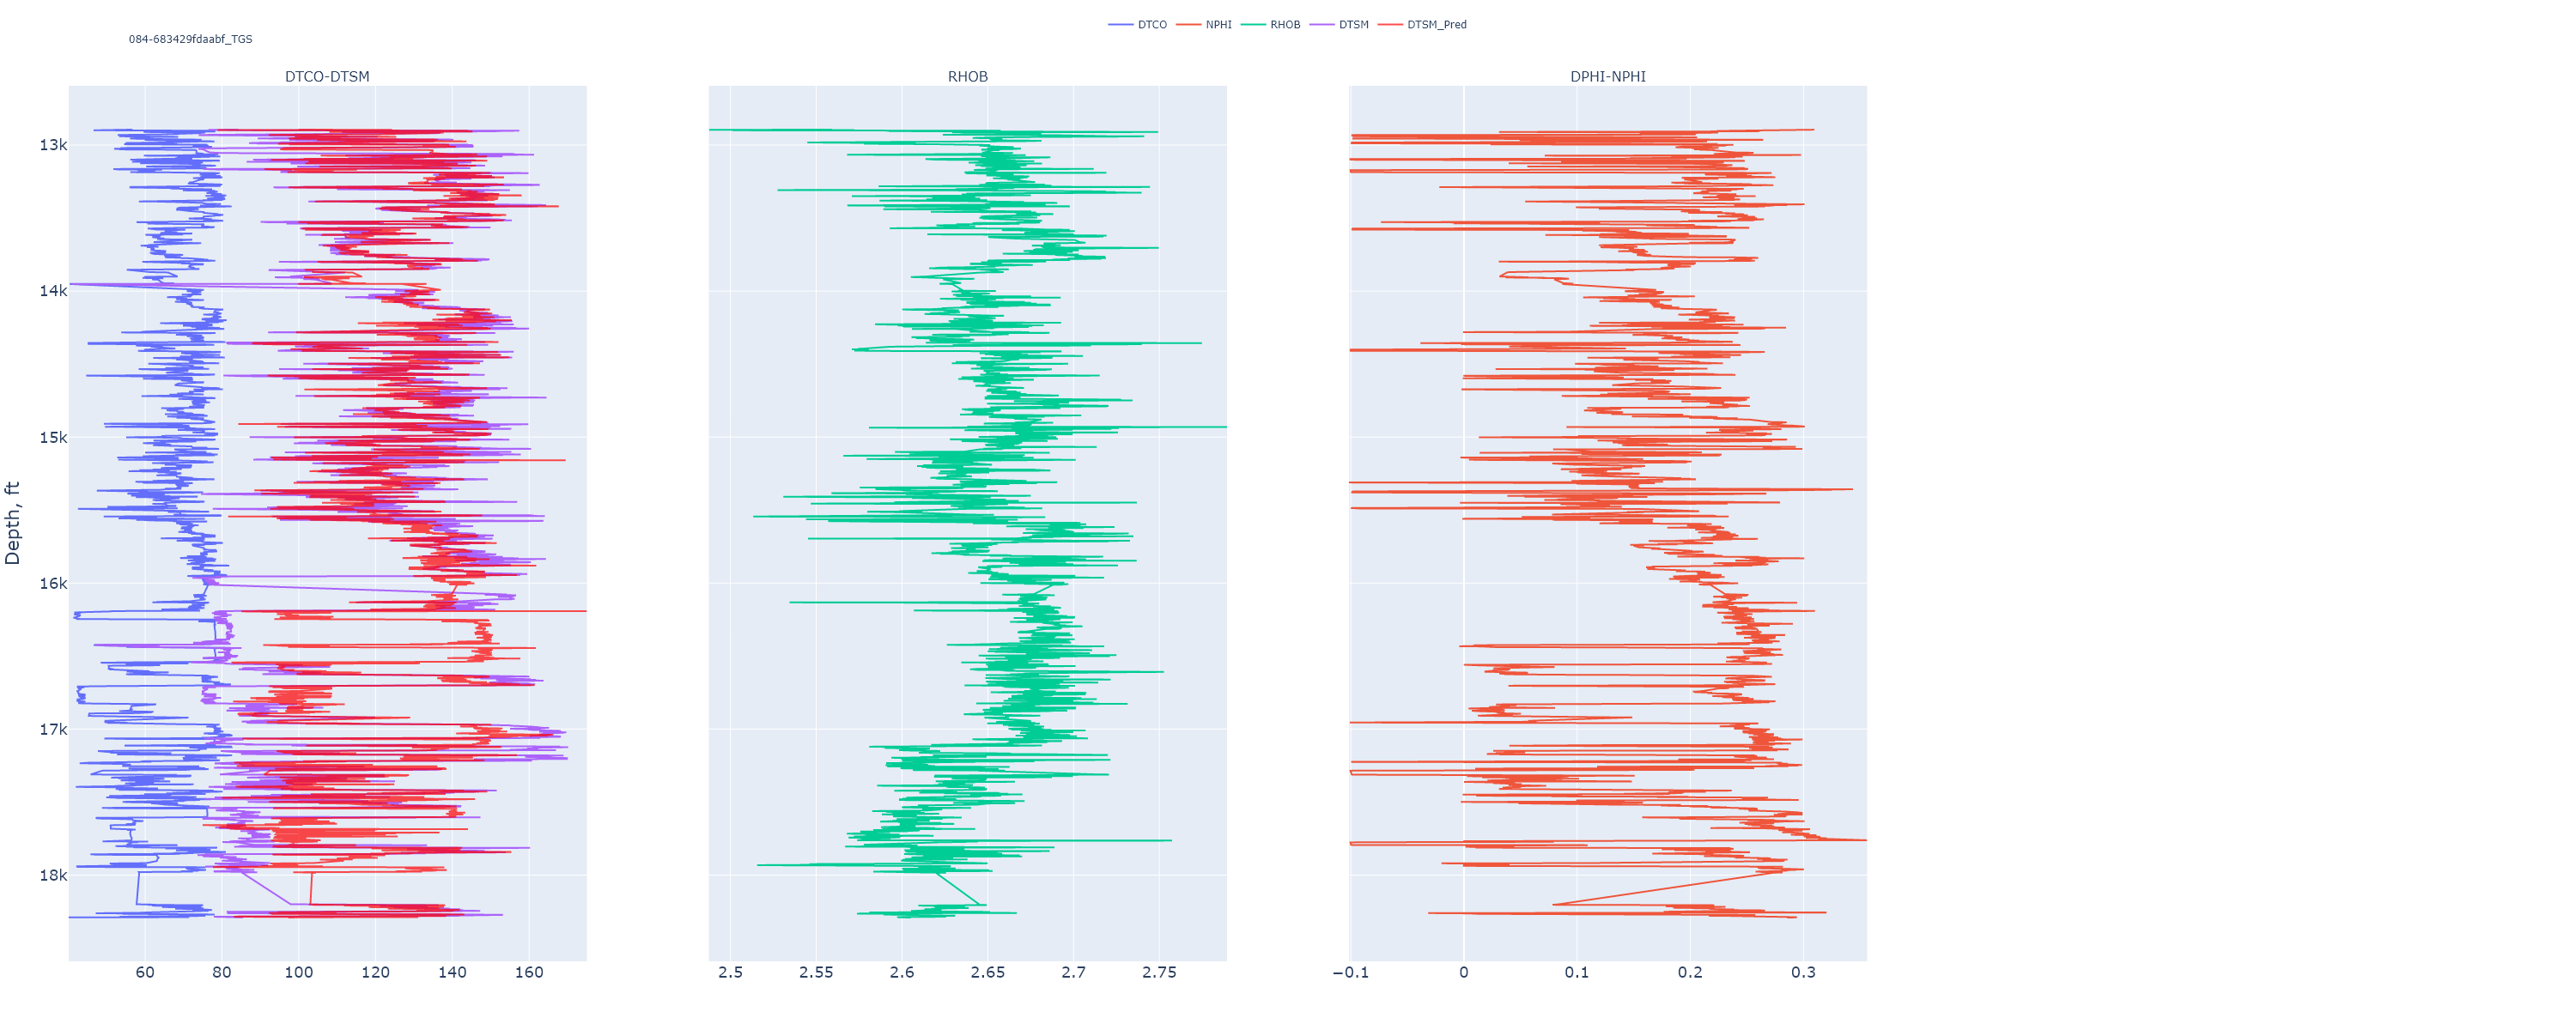 DTCO NPHI RHOB DTSM DTSM_Pred
084-683429fdaabf_TGS
DTCO-DTSM RHOB DPHI-NPHI
13k
14k
15k
Depth, ft
16k
17k
18k
60 80 100 120 140 160 2.5 2.55 2.6 2.65 2.7 2.75 −0.1 0 0.1 0.2 0.3